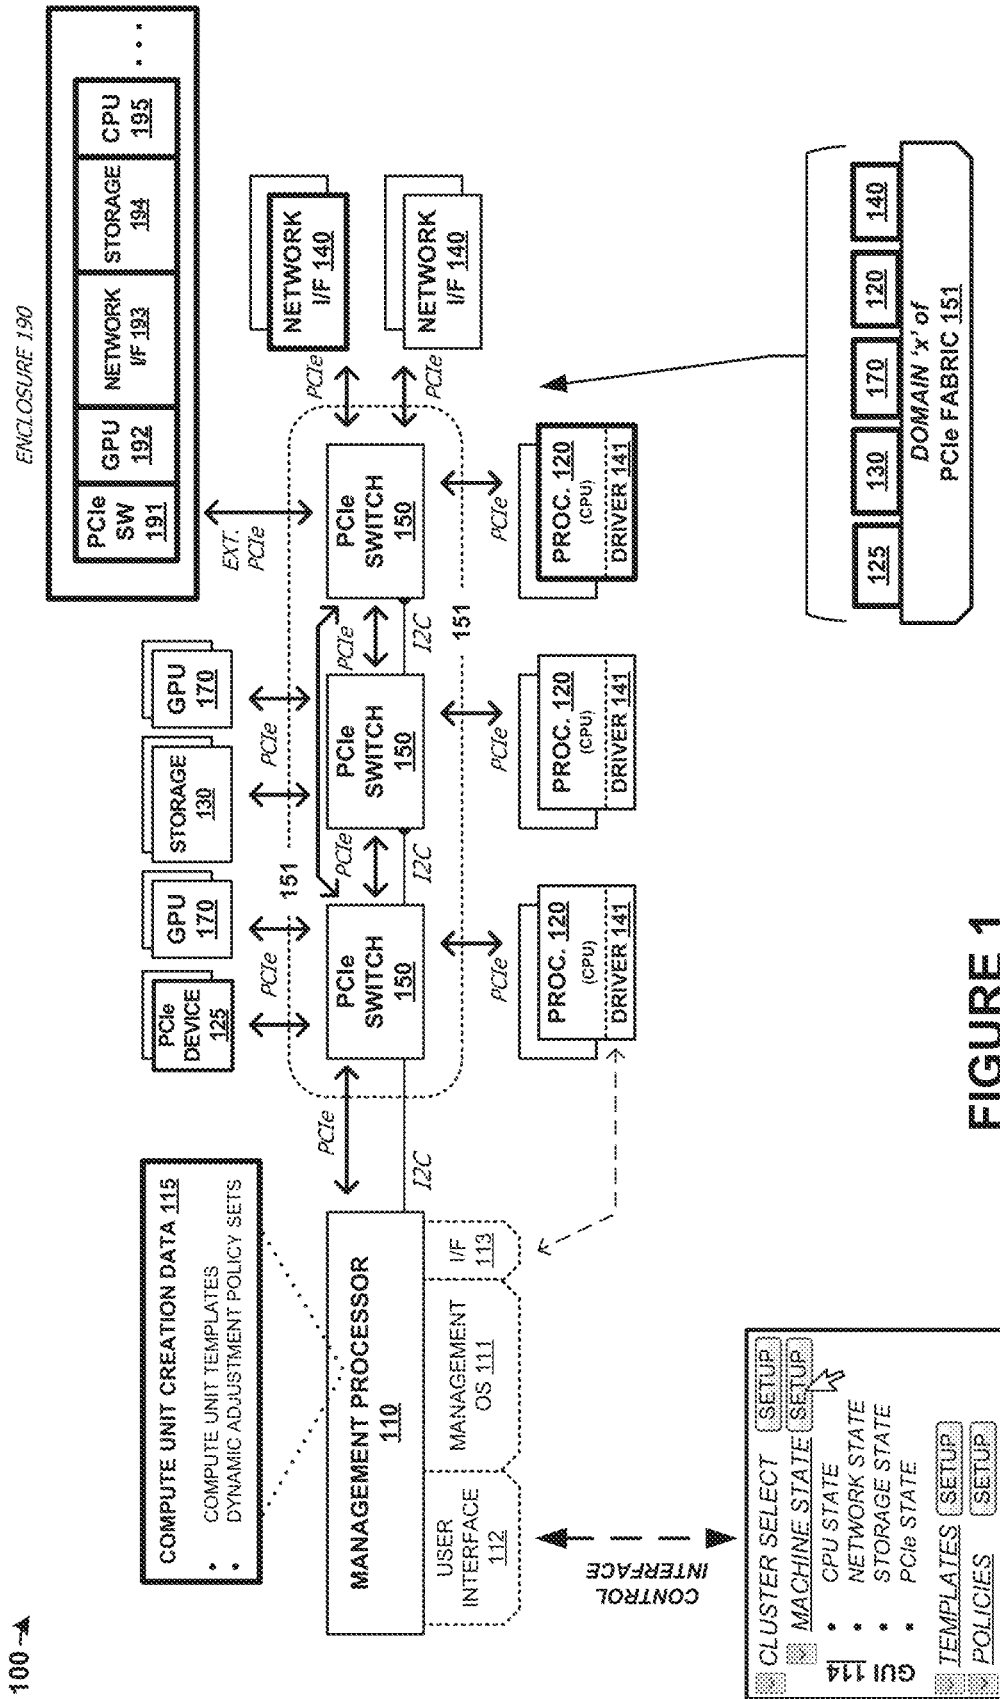 100
COMPUTE UNIT CREATION DATA 115
• COMPUTE UNIT TEMPLATES
• DYNAMIC ADJUSTMENT POLICY SETS
MANAGEMENT PROCESSOR
110
USER
INTERFACE
112
MANAGEMENT
OS 111
I/F
113
CONTROL
INTERFACE
CLUSTER SELECT SETUP
MACHINE STATE SETUP
• CPU STATE
• NETWORK STATE
• STORAGE STATE
• PCIe STATE
GUI 114
TEMPLATES SETUP
POLICIES SETUP
PCIe
I2C
PCIe
DEVICE
125
GPU
170
STORAGE
130
GPU
170
PCIe
PCIe
151
PCIe
SWITCH
150
PCIe
I2C
PCIe
SWITCH
150
PCIe
I2C
PCIe
SWITCH
150
151
EXT.
PCIe
ENCLOSURE 190
PCIe
SW
191
GPU
192
NETWORK
I/F 193
STORAGE
194
CPU
195
. . .
PCIe
NETWORK
I/F 140
PCIe
NETWORK
I/F 140
PCIe
PROC. 120
(CPU)
DRIVER 141
PCIe
PROC. 120
(CPU)
DRIVER 141
PCIe
PROC. 120
(CPU)
DRIVER 141
125
130
170
120
140
DOMAIN 'x' of
PCIe FABRIC 151
FIGURE 1